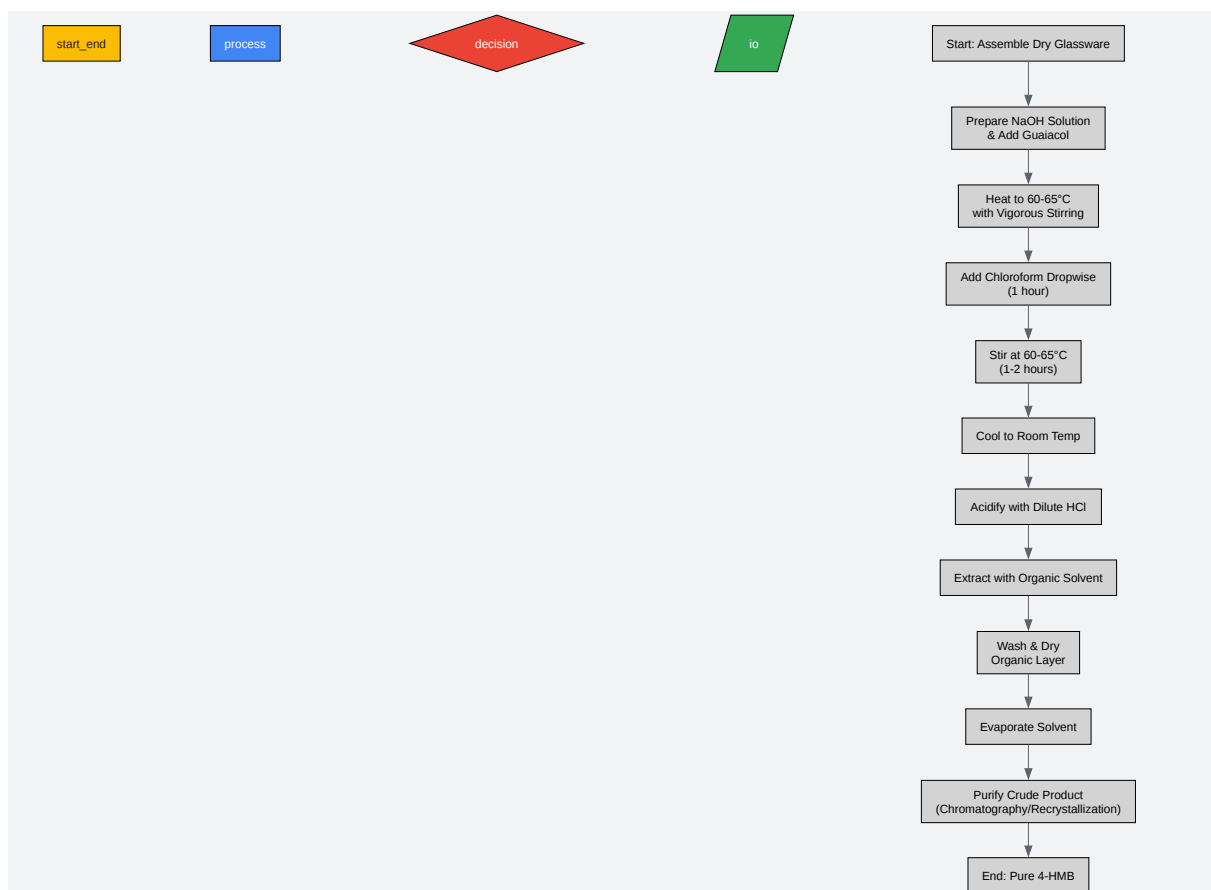 start_end
process
decision
io
Start: Assemble Dry Glassware
Prepare NaOH Solution
& Add Guaiacol
Heat to 60-65°C
with Vigorous Stirring
Add Chloroform Dropwise
(1 hour)
Stir at 60-65°C
(1-2 hours)
Cool to Room Temp
Acidify with Dilute HCl
Extract with Organic Solvent
Wash & Dry
Organic Layer
Evaporate Solvent
Purify Crude Product
(Chromatography/Recrystallization)
End: Pure 4-HMB